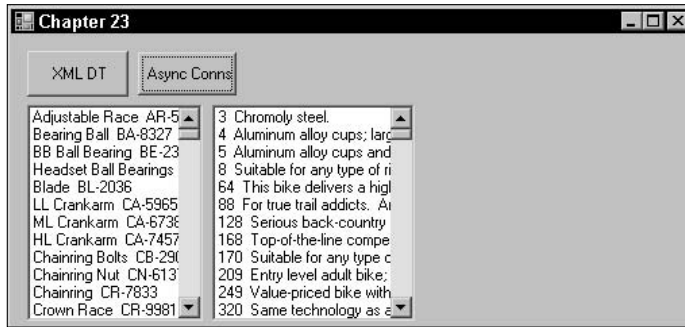 Chapter 23
XML DT
Async Conns
Adjustable Race AR-5
Bearing Ball BA-8327
BB Ball Bearing BE-23
Headset Ball Bearings
Blade BL-2036
LL Crankarm CA-5965
ML Crankarm CA-6738
HL Crankarm CA-7457
Chainring Bolts CB-290
Chainring Nut CN-613
Chainring CR-7833
Crown Race CR-9981
3 Chromoly steel.
4 Aluminum alloy cups; larg
5 Aluminum alloy cups and
8 Suitable for any type of ri
64 This bike delivers a high
88 For true trail addicts. A
128 Serious back-country
168 Top-of-the-line compe
170 Suitable for any type o
209 Entry level adult bike;
249 Value-priced bike with
320 Same technology as a